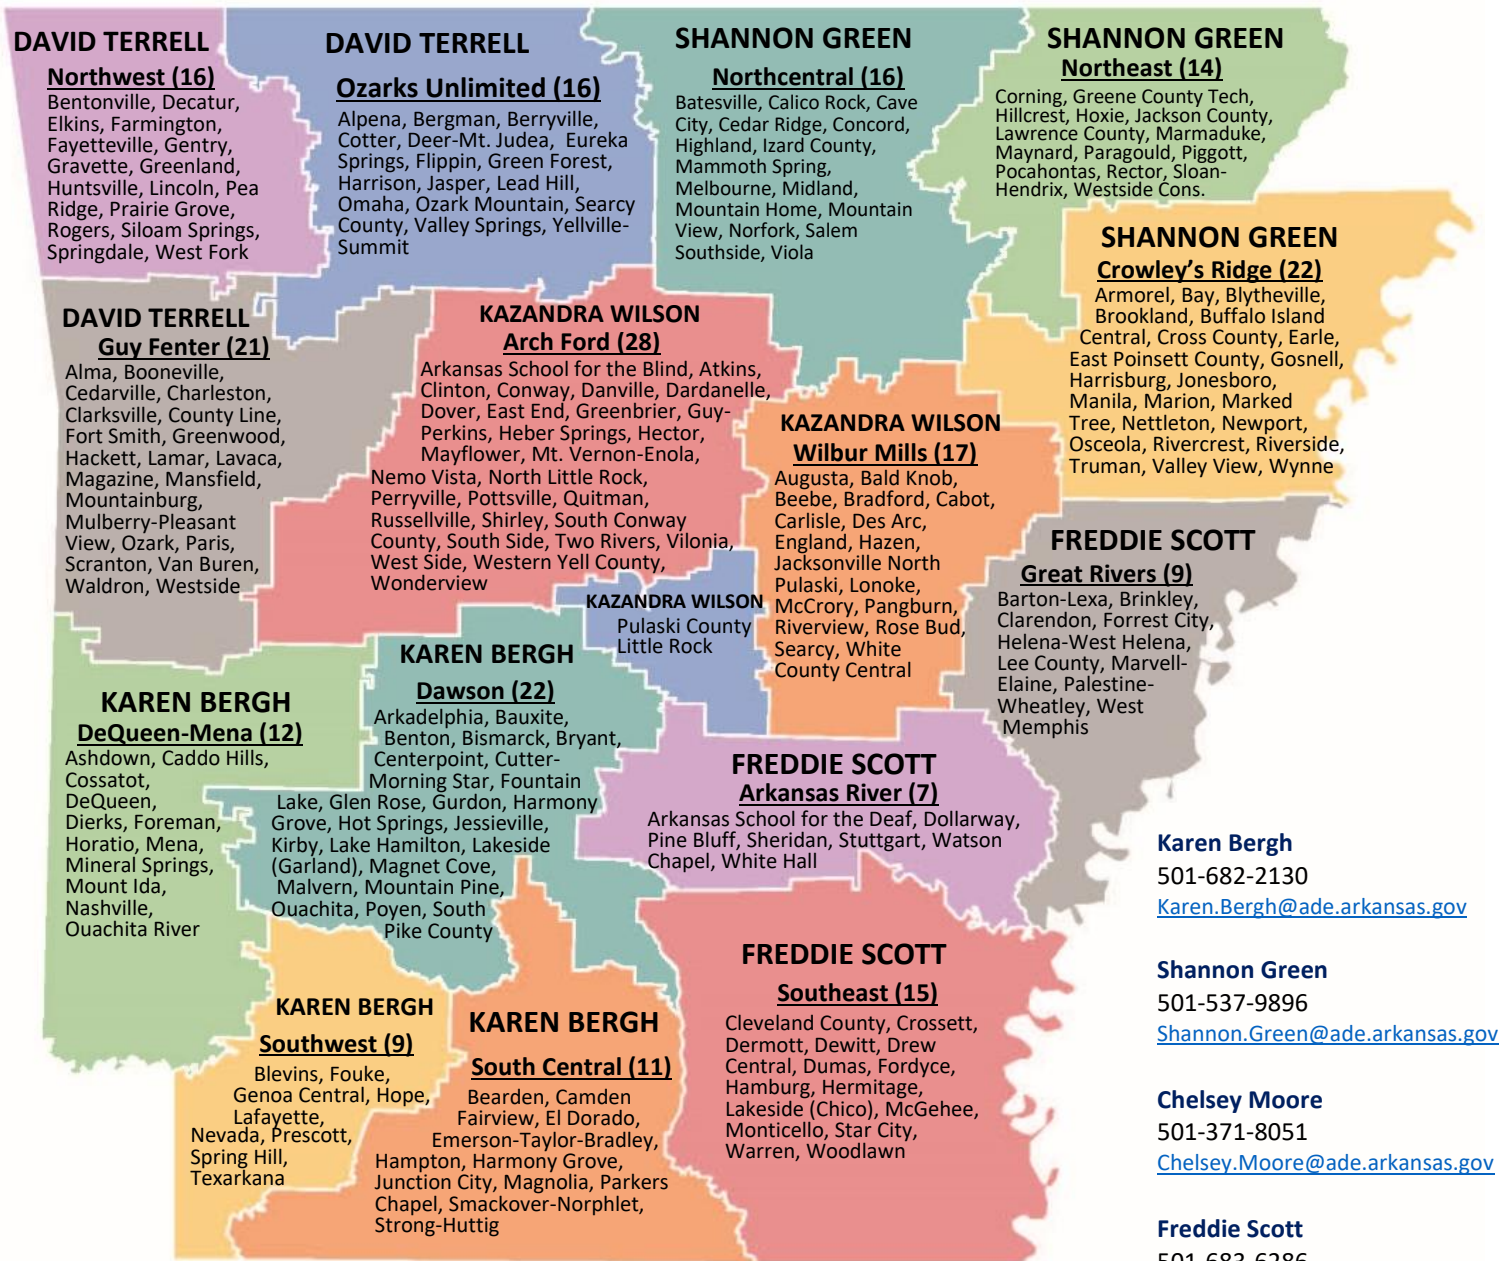 DAVID TERRELL
Northwest (16)
Bentonville, Decatur,
Elkins, Farmington,
Fayetteville, Gentry,
Gravette, Greenland,
Huntsville, Lincoln, Pea
Ridge, Prairie Grove,
Rogers, Siloam Springs,
Springdale, West Fork
DAVID TERRELL
Ozarks Unlimited (16)
Alpena, Bergman, Berryville,
Cotter, Deer-Mt. Judea, Eureka
Springs, Flippin, Green Forest,
Harrison, Jasper, Lead Hill,
Omaha, Ozark Mountain, Searcy
County, Valley Springs, Yellville-
Summit
SHANNON GREEN
Northcentral (16)
Batesville, Calico Rock, Cave
City, Cedar Ridge, Concord,
Highland, Izard County,
Mammoth Spring,
Melbourne, Midland,
Mountain Home, Mountain
View, Norfork, Salem
Southside, Viola
SHANNON GREEN
Northeast (14)
Corning, Greene County Tech,
Hillcrest, Hoxie, Jackson County,
Lawrence County, Marmaduke,
Maynard, Paragould, Piggott,
Pocahontas, Rector, Sloan-
Hendrix, Westside Cons.
SHANNON GREEN
Crowley's Ridge (22)
Armorel, Bay, Blytheville,
Brookland, Buffalo Island
Central, Cross County, Earle,
East Poinsett County, Gosnell,
Harrisburg, Jonesboro,
Manila, Marion, Marked
Tree, Nettleton, Newport,
Osceola, Rivercrest, Riverside,
Truman, Valley View, Wynne
DAVID TERRELL
Guy Fenter (21)
Alma, Booneville,
Cedarville, Charleston,
Clarksville, County Line,
Fort Smith, Greenwood,
Hackett, Lamar, Lavaca,
Magazine, Mansfield,
Mountainburg,
Mulberry-Pleasant
View, Ozark, Paris,
Scranton, Van Buren,
Waldron, Westside
KAZANDRA WILSON
Arch Ford (28)
Arkansas School for the Blind, Atkins,
Clinton, Conway, Danville, Dardanelle,
Dover, East End, Greenbrier, Guy-
Perkins, Heber Springs, Hector,
Mayflower, Mt. Vernon-Enola,
Nemo Vista, North Little Rock,
Perryville, Pottsville, Quitman,
Russellville, Shirley, South Conway
County, South Side, Two Rivers, Vilonia,
West Side, Western Yell County,
Wonderview
KAZANDRA WILSON
Wilbur Mills (17)
Augusta, Bald Knob,
Beebe, Bradford, Cabot,
Carlisle, Des Arc,
England, Hazen,
Jacksonville North
Pulaski, Lonoke,
McCrory, Pangburn,
Riverview, Rose Bud,
Searcy, White
County Central
KAZANDRA WILSON
Pulaski County
Little Rock
FREDDIE SCOTT
Great Rivers (9)
Barton-Lexa, Brinkley,
Clarendon, Forrest City,
Helena-West Helena,
Lee County, Marvell-
Elaine, Palestine-
Wheatley, West
Memphis
KAREN BERGH
DeQueen-Mena (12)
Ashdown, Caddo Hills,
Cossatot,
DeQueen,
Dierks, Foreman,
Horatio, Mena,
Mineral Springs,
Mount Ida,
Nashville,
Ouachita River
KAREN BERGH
Dawson (22)
Arkadelphia, Bauxite,
Benton, Bismarck, Bryant,
Centerpoint, Cutter-
Morning Star, Fountain
Lake, Glen Rose, Gurdon, Harmony
Grove, Hot Springs, Jessieville,
Kirby, Lake Hamilton, Lakeside
(Garland), Magnet Cove,
Malvern, Mountain Pine,
Ouachita, Poyen, South
Pike County
FREDDIE SCOTT
Arkansas River (7)
Arkansas School for the Deaf, Dollarway,
Pine Bluff, Sheridan, Stuttgart, Watson
Chapel, White Hall
KAREN BERGH
Southwest (9)
Blevins, Fouke,
Genoa Central, Hope,
Lafayette,
Nevada, Prescott,
Spring Hill,
Texarkana
KAREN BERGH
South Central (11)
Bearden, Camden
Fairview, El Dorado,
Emerson-Taylor-Bradley,
Hampton, Harmony Grove,
Junction City, Magnolia, Parkers
Chapel, Smackover-Norphlet,
Strong-Huttig
FREDDIE SCOTT
Southeast (15)
Cleveland County, Crossett,
Dermott, Dewitt, Drew
Central, Dumas, Fordyce,
Hamburg, Hermitage,
Lakeside (Chico), McGehee,
Monticello, Star City,
Warren, Woodlawn
Karen Bergh
501-682-2130
Karen.Bergh@ade.arkansas.gov
Shannon Green
501-537-9896
Shannon.Green@ade.arkansas.gov
Chelsey Moore
501-371-8051
Chelsey.Moore@ade.arkansas.gov
Freddie Scott
501-683-6286